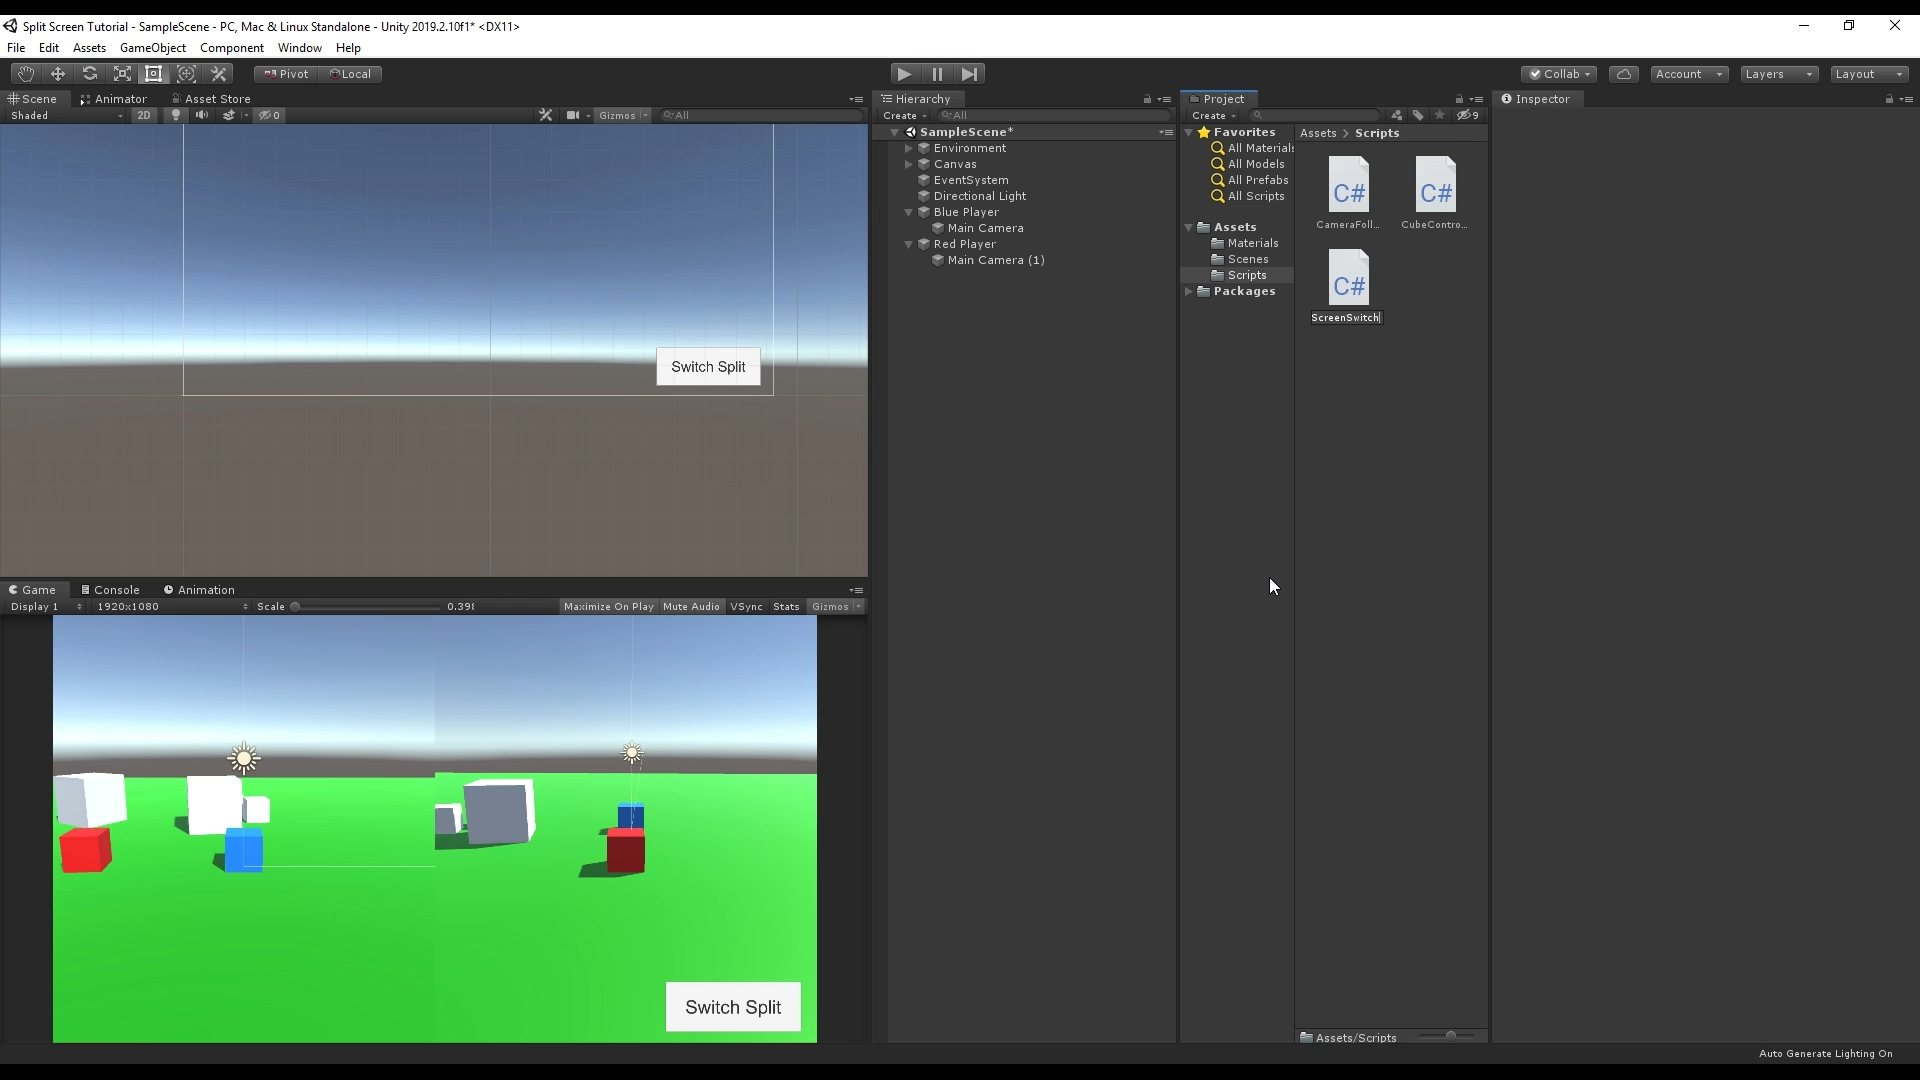 Split Screen Tutorial - SampleScene - PC, Mac & Linux Standalone - Unity 2019.2.10f1* <DX11>
File Edit Assets GameObject Component Window Help
Pivot Local Collab Account Layers Layout
Scene Animator Asset Store
Shaded 2D 0 Gizmos All
Switch Split
Game Console Animation
Display 1 1920x1080 Scale 0.398 Maximize On Play Mute Audio VSync Stats Gizmos
Switch Split
Hierarchy
Create All
SampleScene*
Environment
Canvas
EventSystem
Directional Light
Blue Player
Main Camera
Red Player
Main Camera (1)
Project
Create 9
Favorites
All Materials
All Models
All Prefabs
All Scripts
Assets
Materials
Scenes
Scripts
Packages
Assets > Scripts
C# C#
CameraFoll... CubeContro...
C#
ScreenSwitch
Assets/Scripts
Inspector
Auto Generate Lighting On